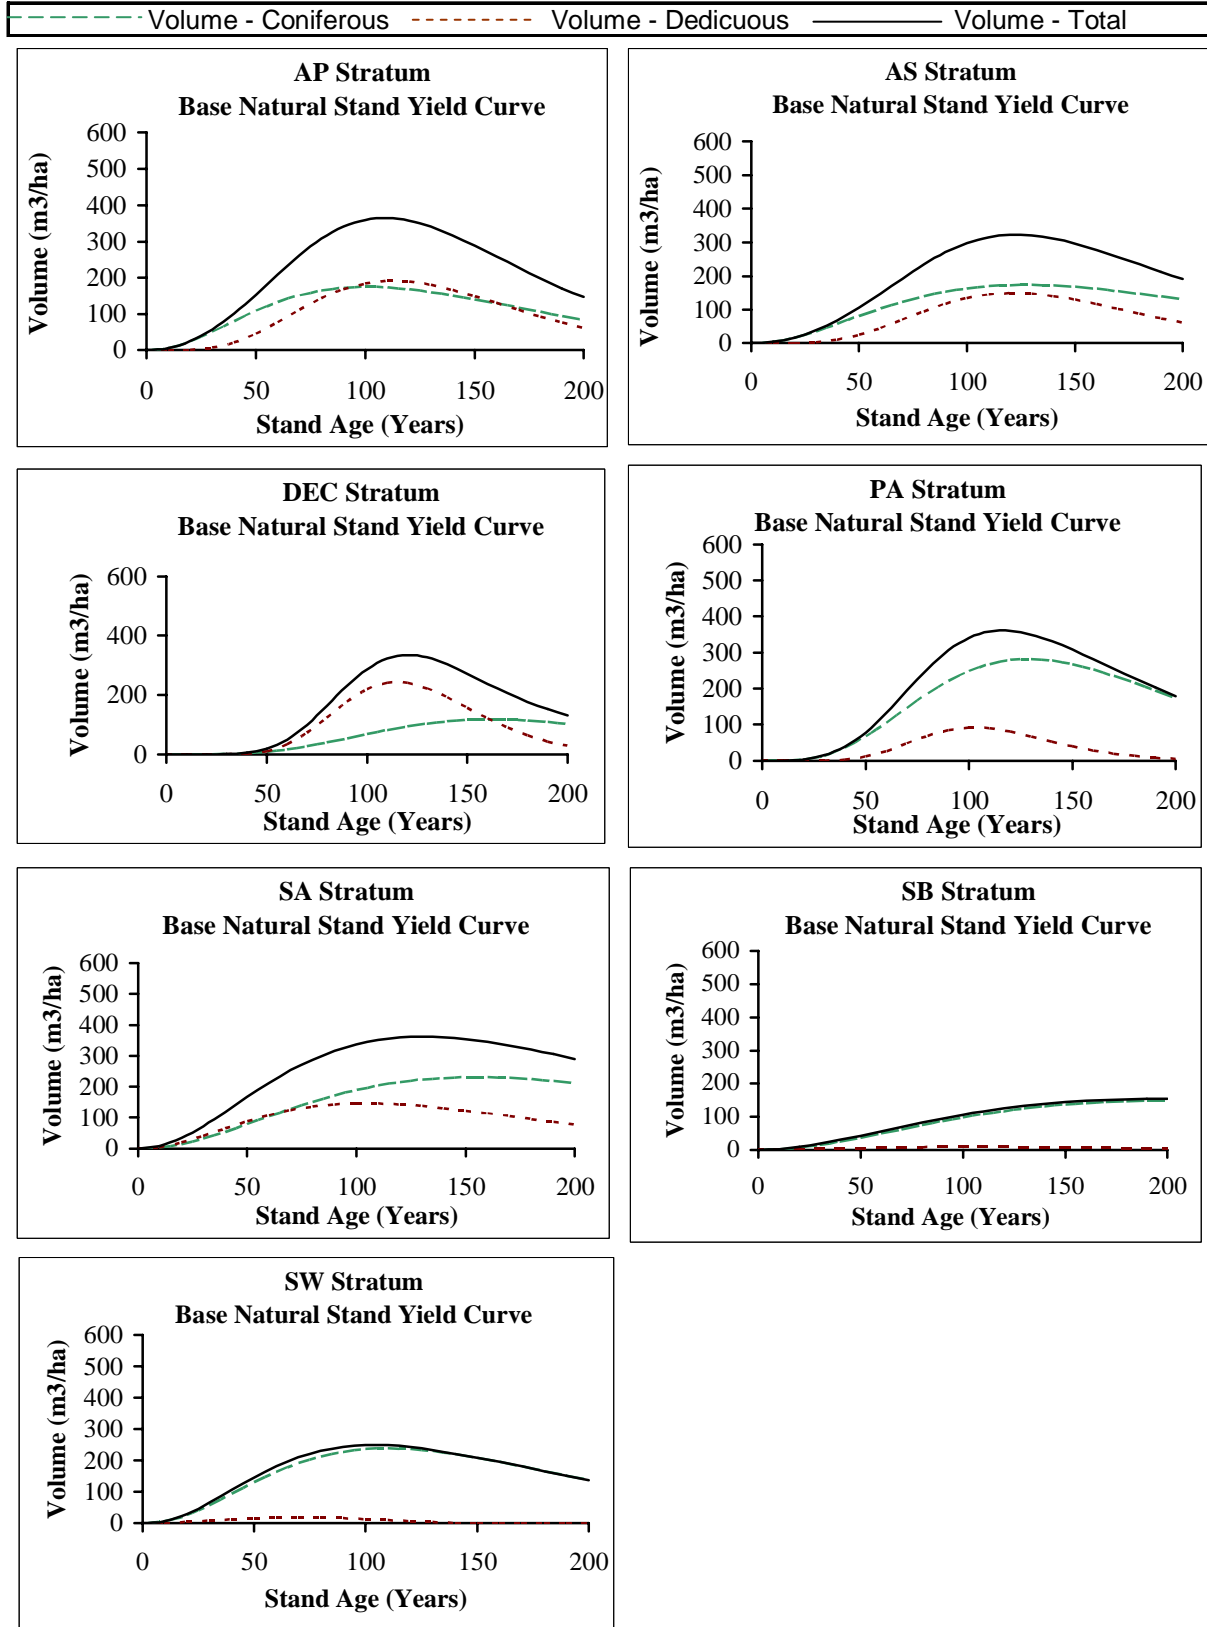 Volume - Coniferous Volume - Dedicuous Volume - Total
AP Stratum
Base Natural Stand Yield Curve
Volume (m3/ha)
600
500
400
300
200
100
0
0 50 100 150 200
Stand Age (Years)
AS Stratum
Base Natural Stand Yield Curve
Volume (m3/ha)
600
500
400
300
200
100
0
0 50 100 150 200
Stand Age (Years)
DEC Stratum
Base Natural Stand Yield Curve
Volume (m3/ha)
600
400
200
0
0 50 100 150 200
Stand Age (Years)
PA Stratum
Base Natural Stand Yield Curve
Volume (m3/ha)
600
500
400
300
200
100
0
0 50 100 150 200
Stand Age (Years)
SA Stratum
Base Natural Stand Yield Curve
Volume (m3/ha)
600
500
400
300
200
100
0
0 50 100 150 200
Stand Age (Years)
SB Stratum
Base Natural Stand Yield Curve
Volume (m3/ha)
600
500
400
300
200
100
0
0 50 100 150 200
Stand Age (Years)
SW Stratum
Base Natural Stand Yield Curve
Volume (m3/ha)
600
500
400
300
200
100
0
0 50 100 150 200
Stand Age (Years)